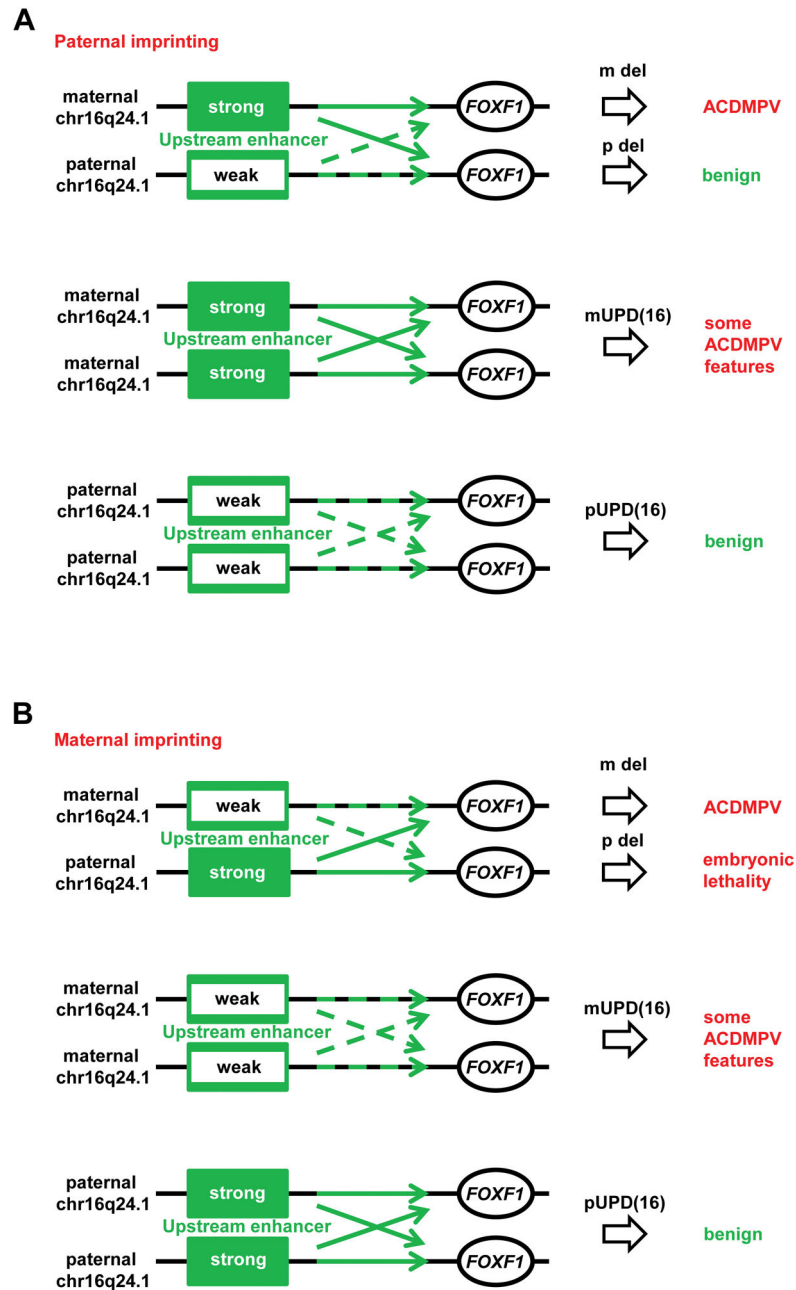 A
Paternal imprinting
maternal
chr16q24.1
strong
FOXF1
m del
ACDMPV
Upstream enhancer
paternal
chr16q24.1
weak
FOXF1
p del
benign
maternal
chr16q24.1
strong
FOXF1
Upstream enhancer
maternal
chr16q24.1
strong
FOXF1
mUPD(16)
some
ACDMPV
features
paternal
chr16q24.1
weak
FOXF1
Upstream enhancer
paternal
chr16q24.1
weak
FOXF1
pUPD(16)
benign
B
Maternal imprinting
maternal
chr16q24.1
weak
FOXF1
m del
ACDMPV
Upstream enhancer
paternal
chr16q24.1
strong
FOXF1
p del
embryonic
lethality
maternal
chr16q24.1
weak
FOXF1
Upstream enhancer
maternal
chr16q24.1
weak
FOXF1
mUPD(16)
some
ACDMPV
features
paternal
chr16q24.1
strong
FOXF1
Upstream enhancer
paternal
chr16q24.1
strong
FOXF1
pUPD(16)
benign